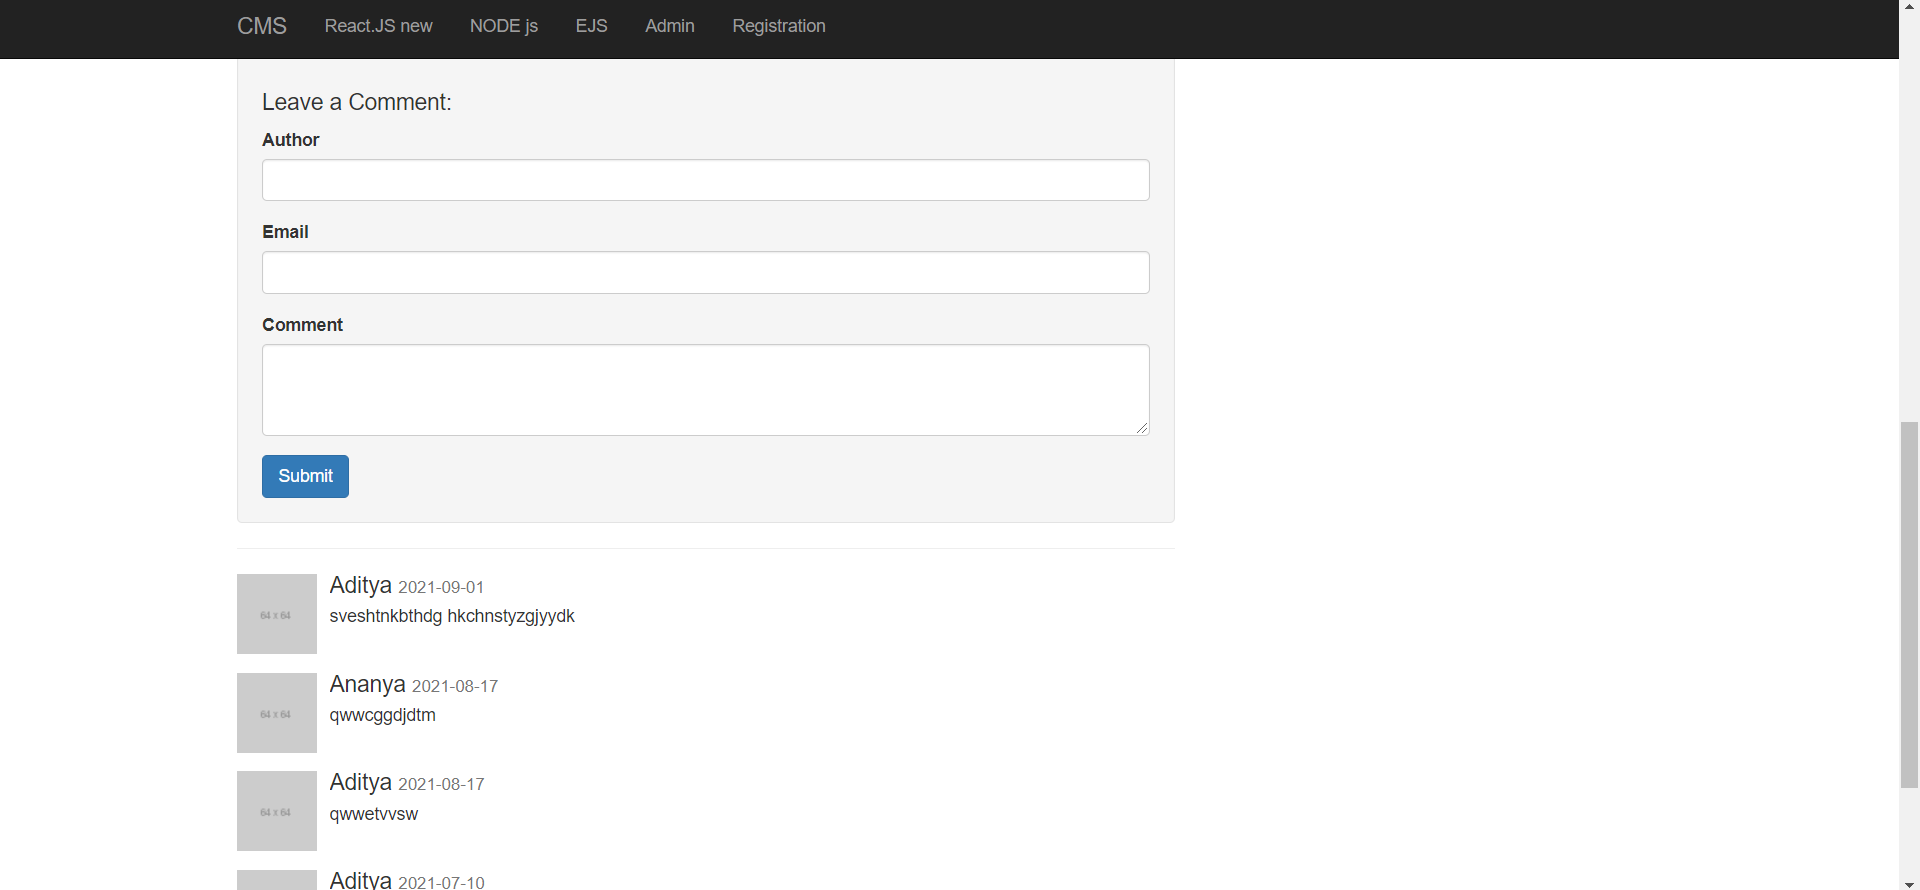 CMS React.JS new NODE js EJS Admin Registration
Leave a Comment:
Author
Email
Comment
Submit
64 x 64
Aditya 2021-09-01
sveshtnkbthdg hkchnstyzgjyydk
64 x 64
Ananya 2021-08-17
qwwcggdjdtm
64 x 64
Aditya 2021-08-17
qwwetvvsw
Aditya 2021-07-10